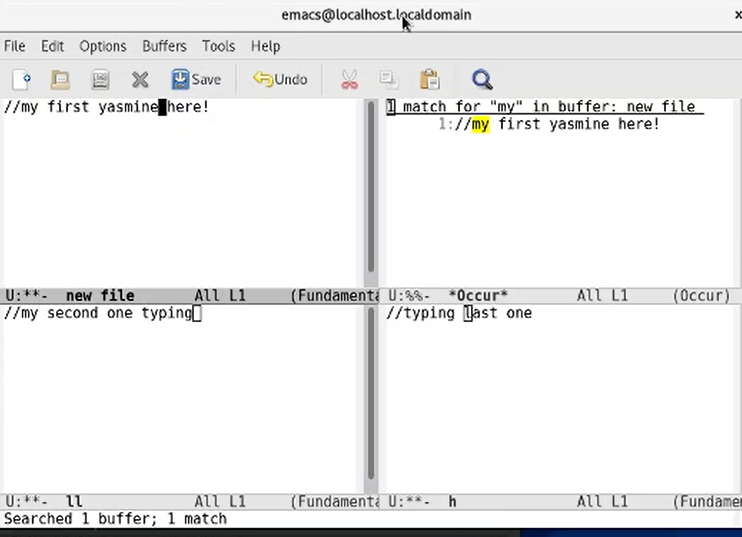 emacs@localhost.localdomain
File Edit Options Buffers Tools Help
Save Undo
//my first yasmine here!
U:**- new file All L1 (Fundamenta
1 match for "my" in buffer: new file
1://my first yasmine here!
U:%%- *Occur* All L1 (Occur)
//my second one typing
U:**- ll All L1 (Fundamenta
//typing last one
U:**- h All L1 (Fundame
Searched 1 buffer; 1 match